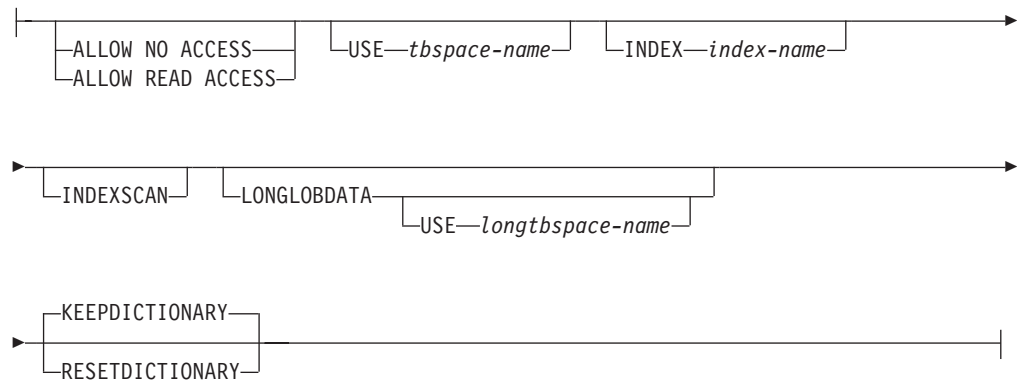 ALLOW NO ACCESS USE tbspace-name INDEX index-name
ALLOW READ ACCESS
INDEXSCAN LONGLOBDATA
USE longtbspace-name
KEEPDICTIONARY
RESETDICTIONARY